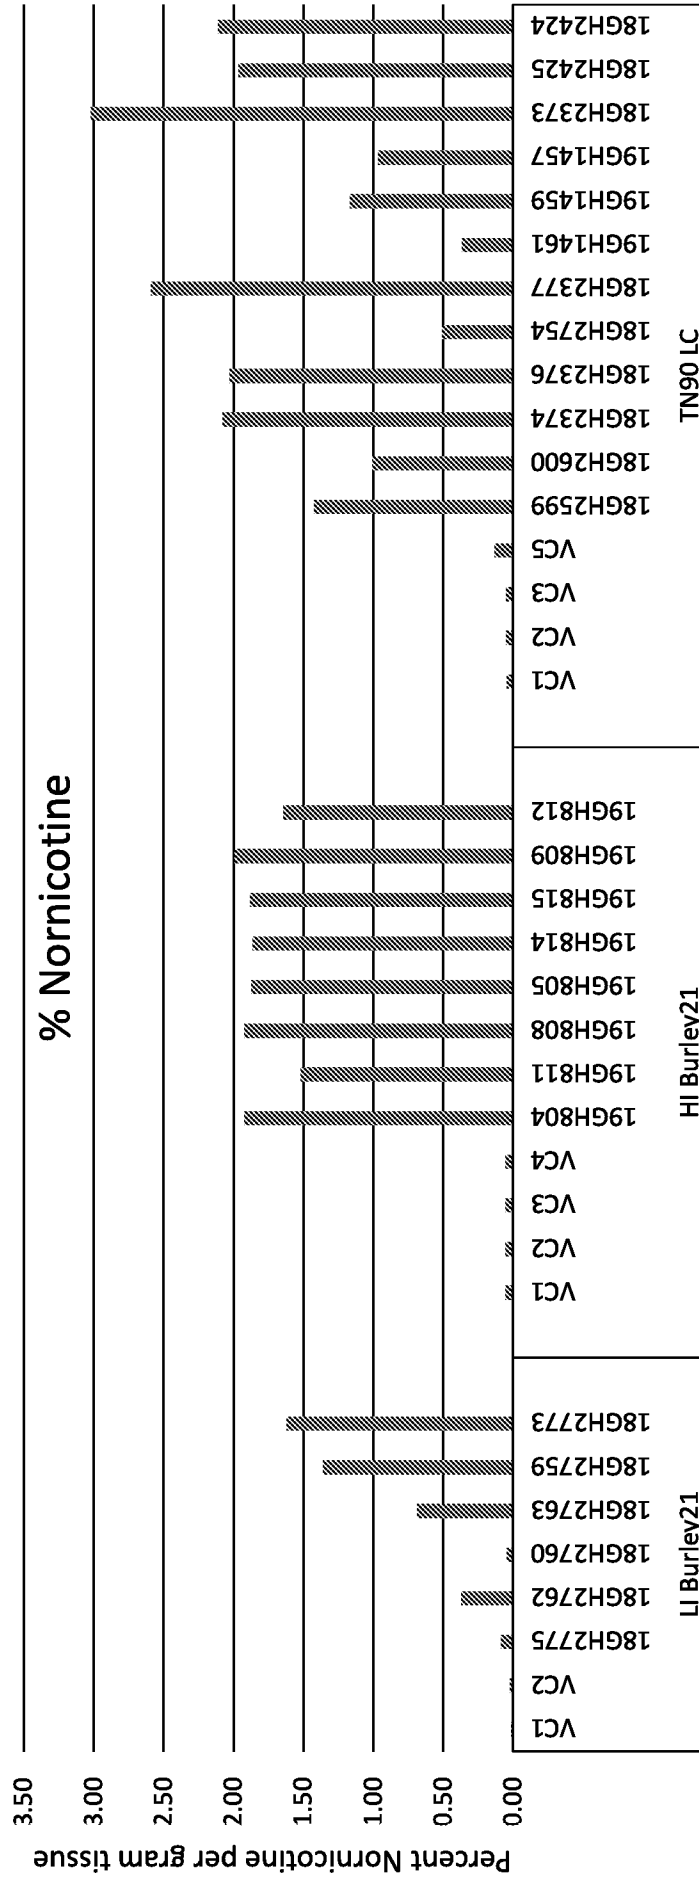 % Nornicotine
Percent Nornicotine per gram tissue
3.50
3.00
2.50
2.00
1.50
1.00
0.50
0.00
VC1
VC2
18GH2775
18GH2762
18GH2760
18GH2763
18GH2759
18GH2773
VC1
VC2
VC3
VC4
19GH804
19GH811
19GH808
19GH805
19GH814
19GH815
19GH809
19GH812
VC1
VC2
VC3
VC5
18GH2599
18GH2600
18GH2374
18GH2376
18GH2754
18GH2377
19GH1461
19GH1459
19GH1457
18GH2373
18GH2425
18GH2424
LI Burley21
HI Burley21
TN90 LC